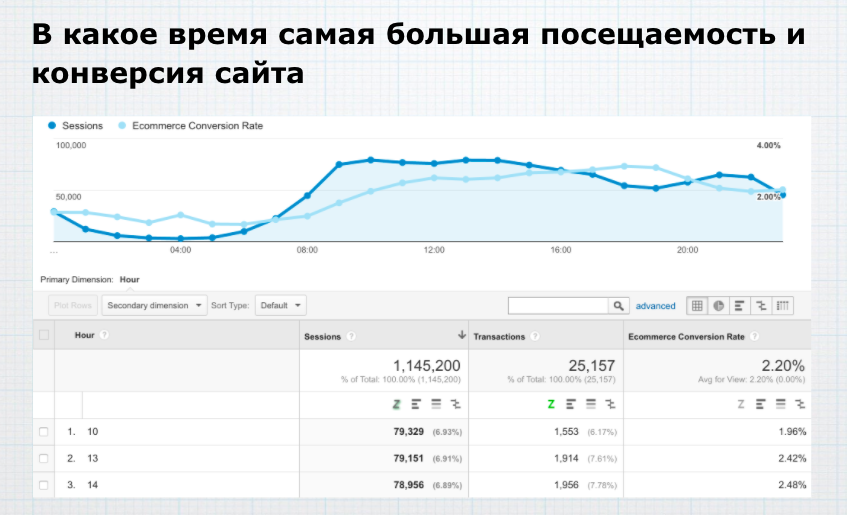 В какое время самая большая посещаемость и
конверсия сайта
Sessions Ecommerce Conversion Rate
100,000 4.00%
50,000 2.00%
... 04:00 08:00 12:00 16:00 20:00
Primary Dimension: Hour
Plot Rows Secondary dimension Sort Type: Default advanced
Hour ? Sessions ? Transactions ? Ecommerce Conversion Rate ?
1,145,200 25,157 2.20%
% of Total: 100.00% (1,145,200) % of Total: 100.00% (25,157) Avg for View: 2.20% (0.00%)
1. 10 79,329 (6.93%) 1,553 (6.17%) 1.96%
2. 13 79,151 (6.91%) 1,914 (7.61%) 2.42%
3. 14 78,956 (6.89%) 1,956 (7.78%) 2.48%